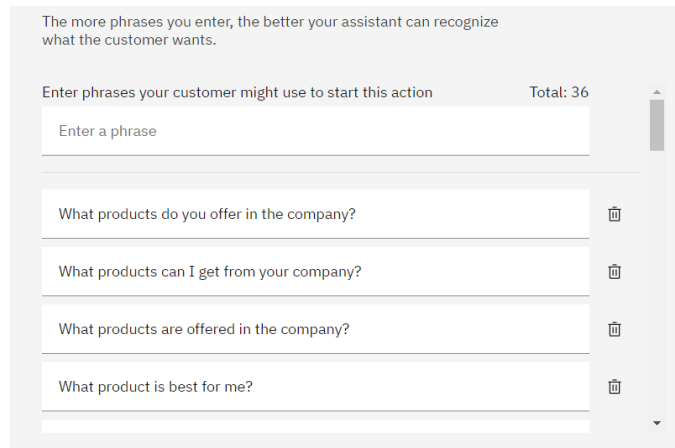 The more phrases you enter, the better your assistant can recognize
what the customer wants.
Enter phrases your customer might use to start this action Total: 36
Enter a phrase
What products do you offer in the company?
What products can I get from your company?
What products are offered in the company?
What product is best for me?